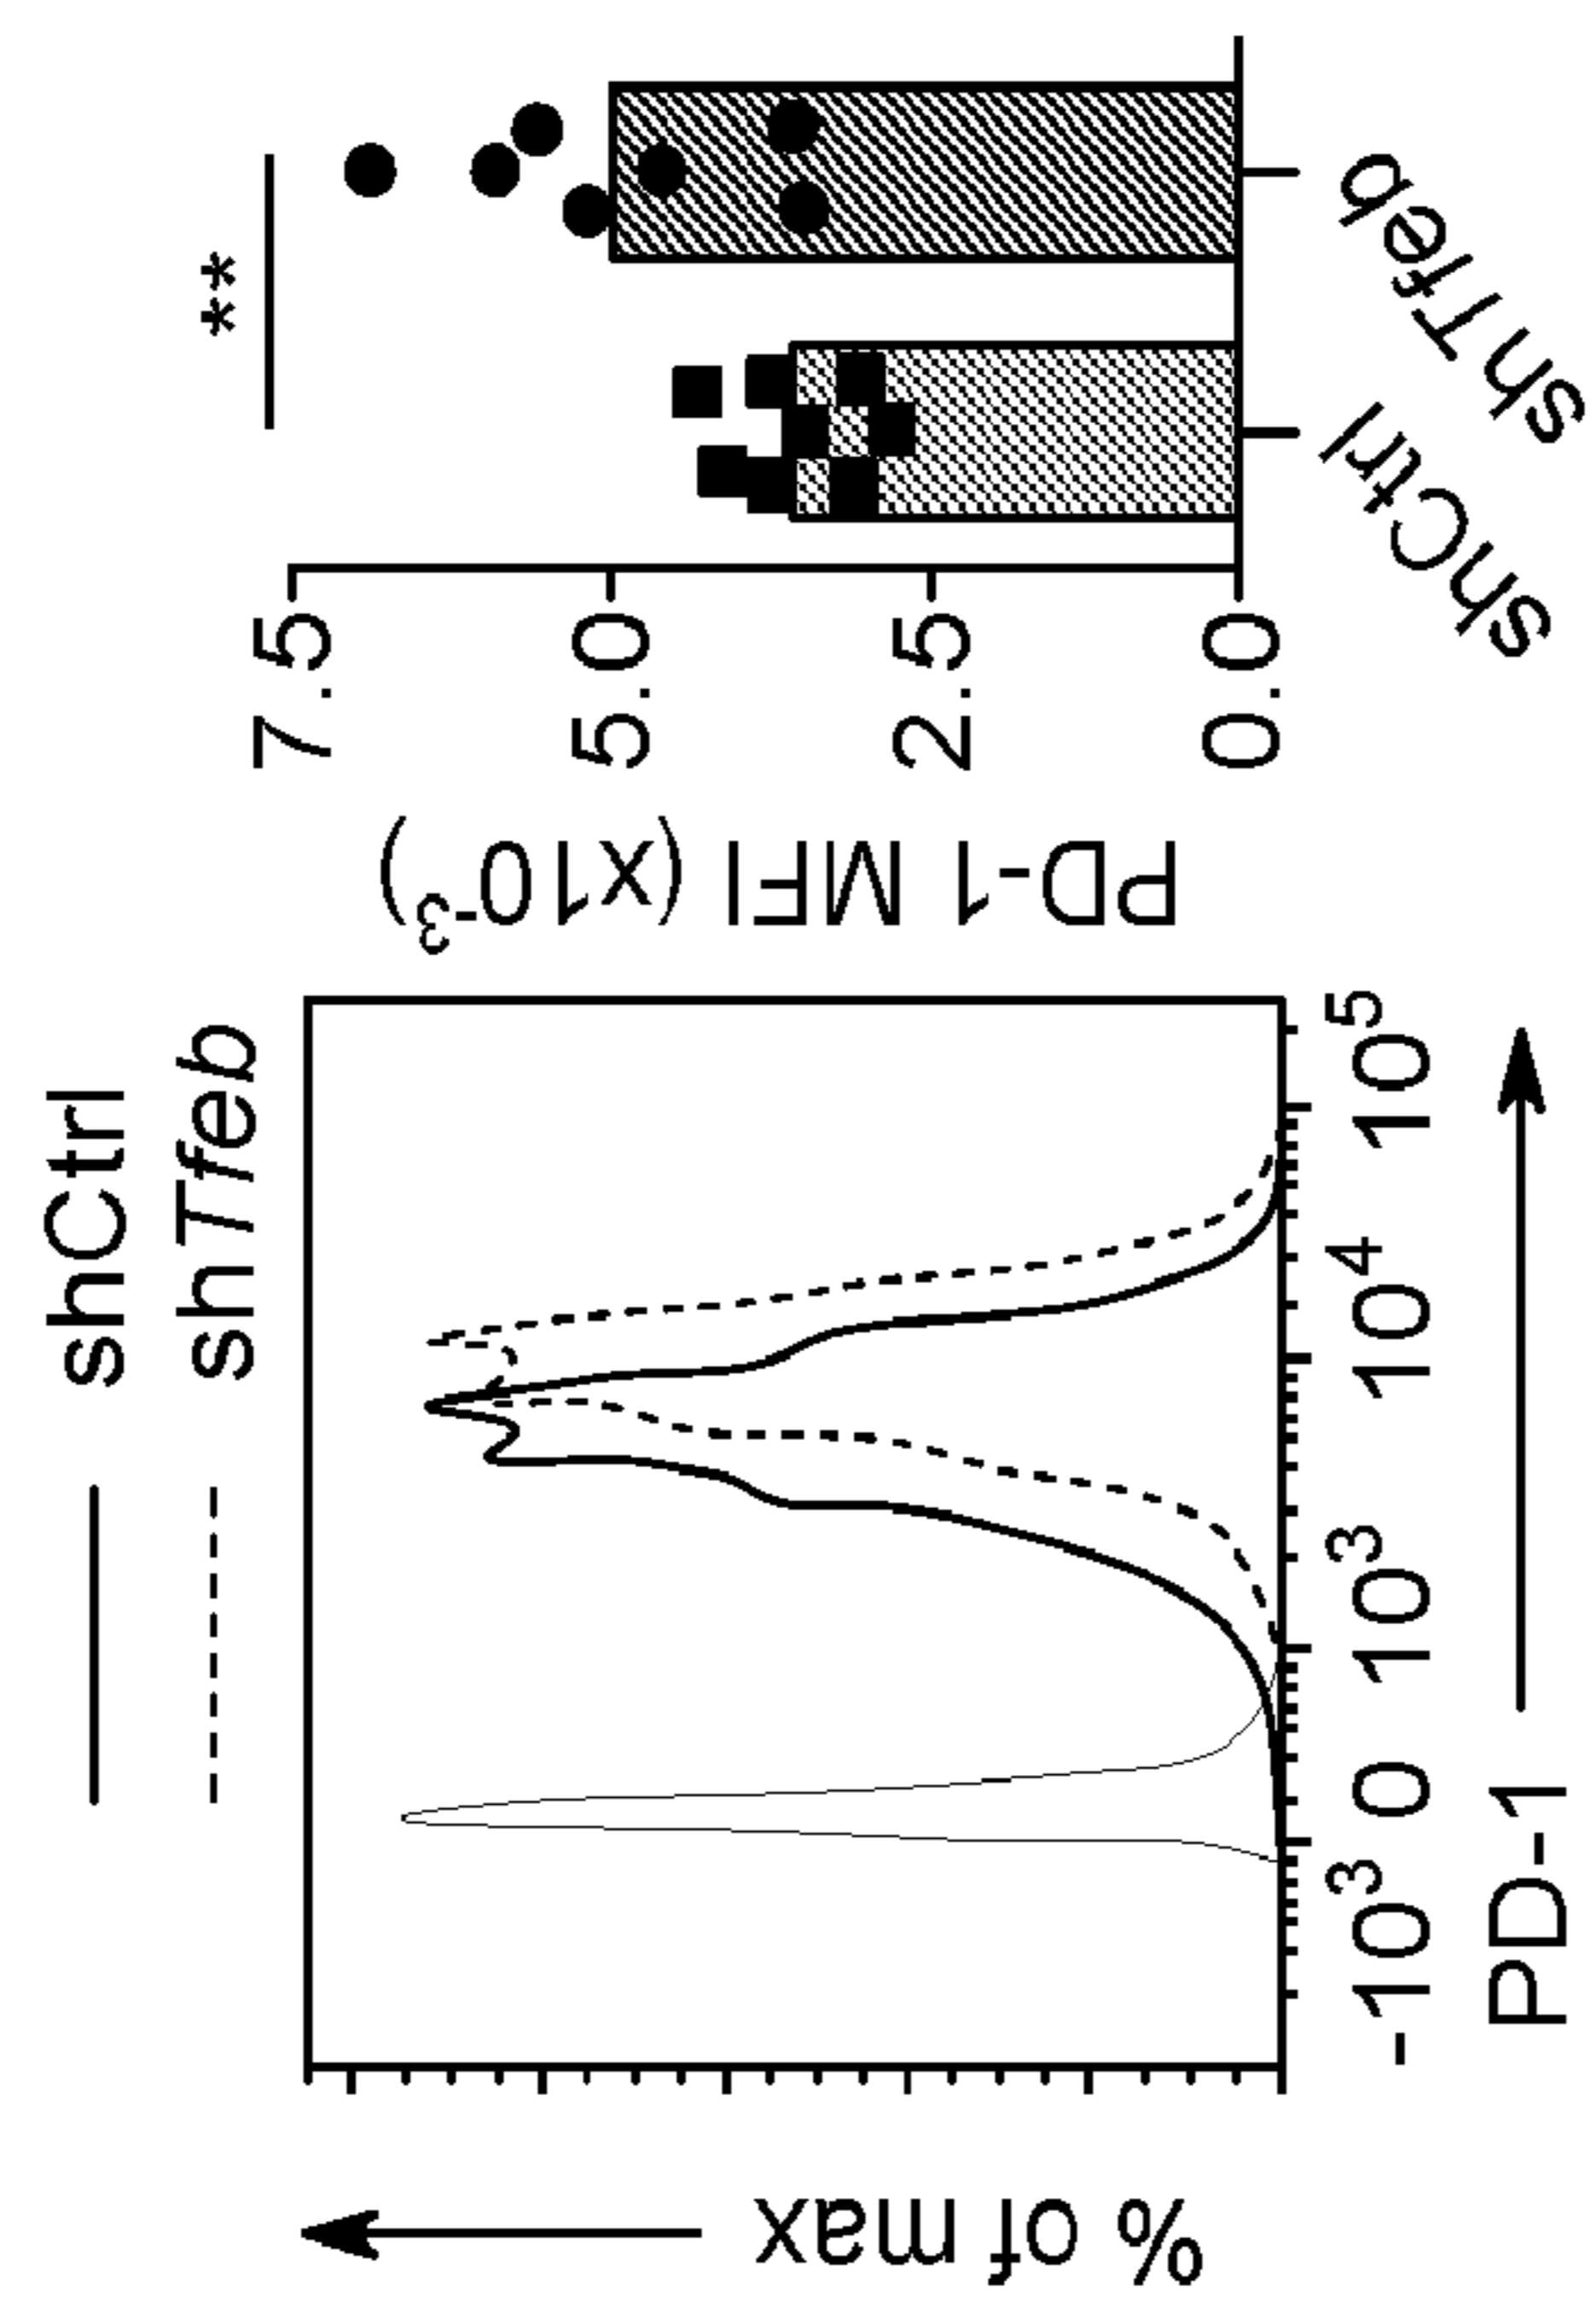 shCtrl
shTfeb
% of max
-10³ 0 10³ 10⁴ 10⁵
PD-1
PD-1 MFI (x10⁻³)
7.5
5.0
2.5
0.0
**
shCtrl
shTfeb